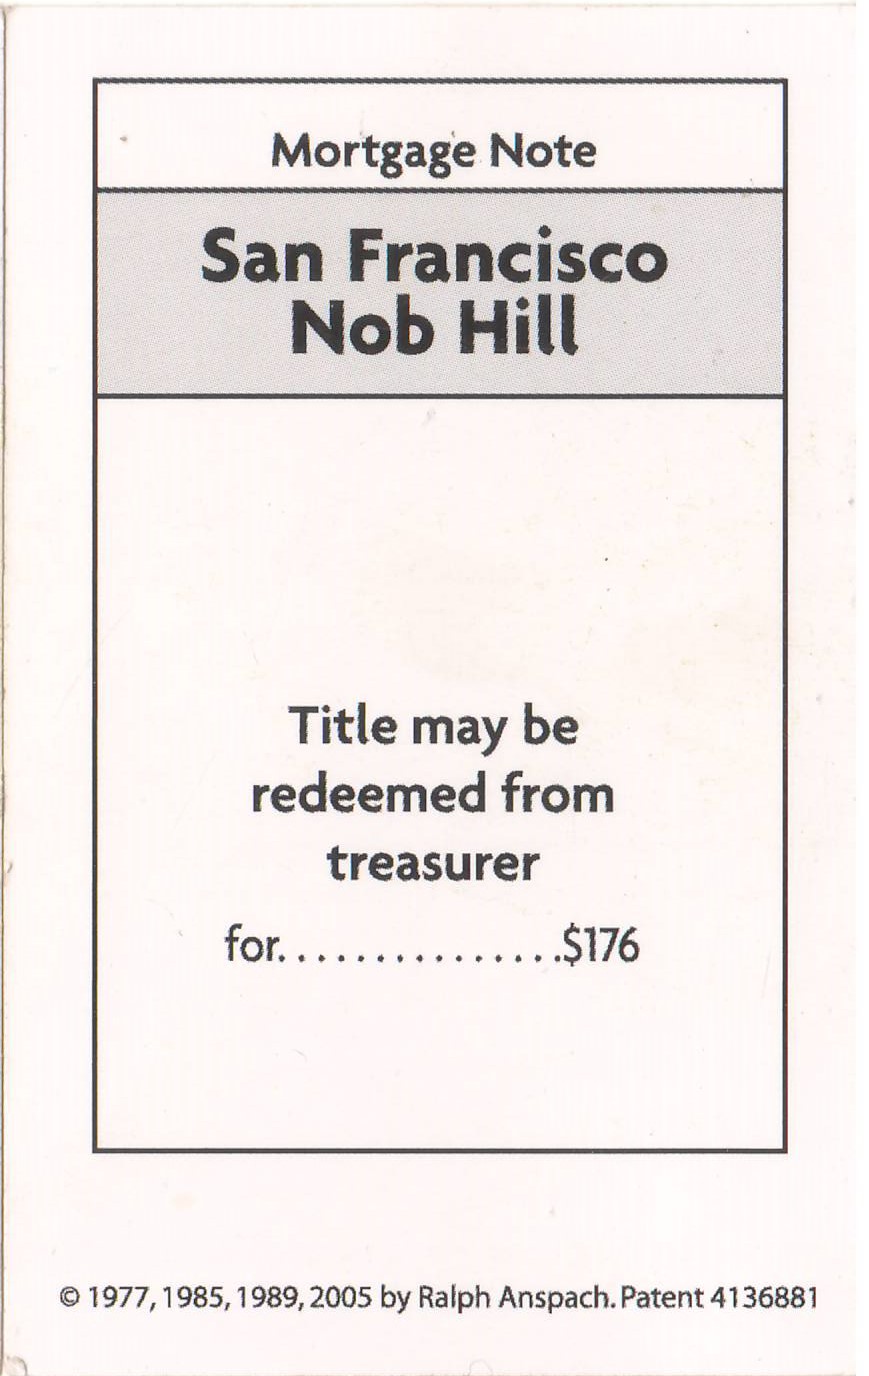 Mortgage Note
San Francisco
Nob Hill
Title may be
redeemed from
treasurer
for...............$176
© 1977, 1985, 1989, 2005 by Ralph Anspach. Patent 4136881